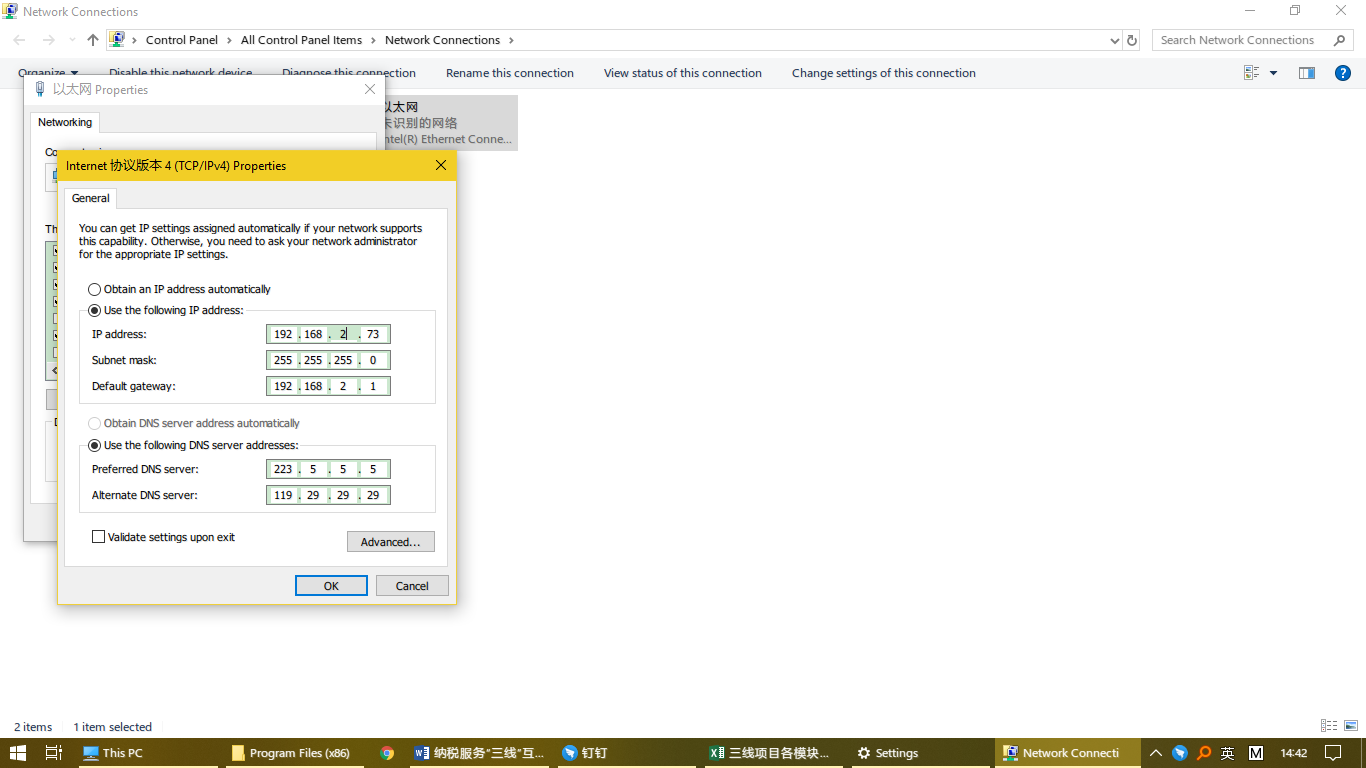 Network Connections
Control Panel
All Control Panel Items
Network Connections
Search Network Connections
Organize
Disable this network device
Diagnose this connection
Rename this connection
View status of this connection
Change settings of this connection
以太网 Properties
Networking
以太网
未识别的网络
Intel(R) Ethernet Conne...
Internet 协议版本 4 (TCP/IPv4) Properties
General
You can get IP settings assigned automatically if your network supports
this capability. Otherwise, you need to ask your network administrator
for the appropriate IP settings.
Obtain an IP address automatically
Use the following IP address:
IP address: 192 . 168 . 2 . 73
Subnet mask: 255 . 255 . 255 . 0
Default gateway: 192 . 168 . 2 . 1
Obtain DNS server address automatically
Use the following DNS server addresses:
Preferred DNS server: 223 . 5 . 5 . 5
Alternate DNS server: 119 . 29 . 29 . 29
Validate settings upon exit
Advanced...
OK
Cancel
2 items
1 item selected
This PC
Program Files (x86)
纳税服务“三线”互...
钉钉
三线项目各模块...
Settings
Network Connecti
英
M
14:42